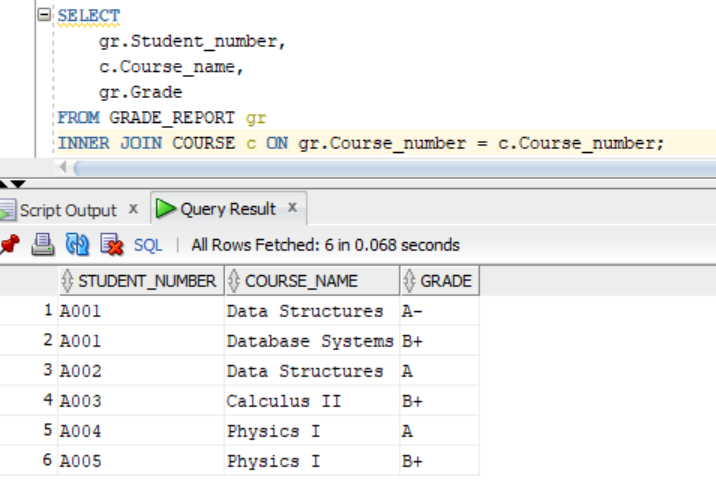 SELECT
gr.Student_number,
c.Course_name,
gr.Grade
FROM GRADE_REPORT gr
INNER JOIN COURSE c ON gr.Course_number = c.Course_number;
Script Output x Query Result x
SQL | All Rows Fetched: 6 in 0.068 seconds
STUDENT_NUMBER COURSE_NAME GRADE
1 A001 Data Structures A-
2 A001 Database Systems B+
3 A002 Data Structures A
4 A003 Calculus II B+
5 A004 Physics I A
6 A005 Physics I B+